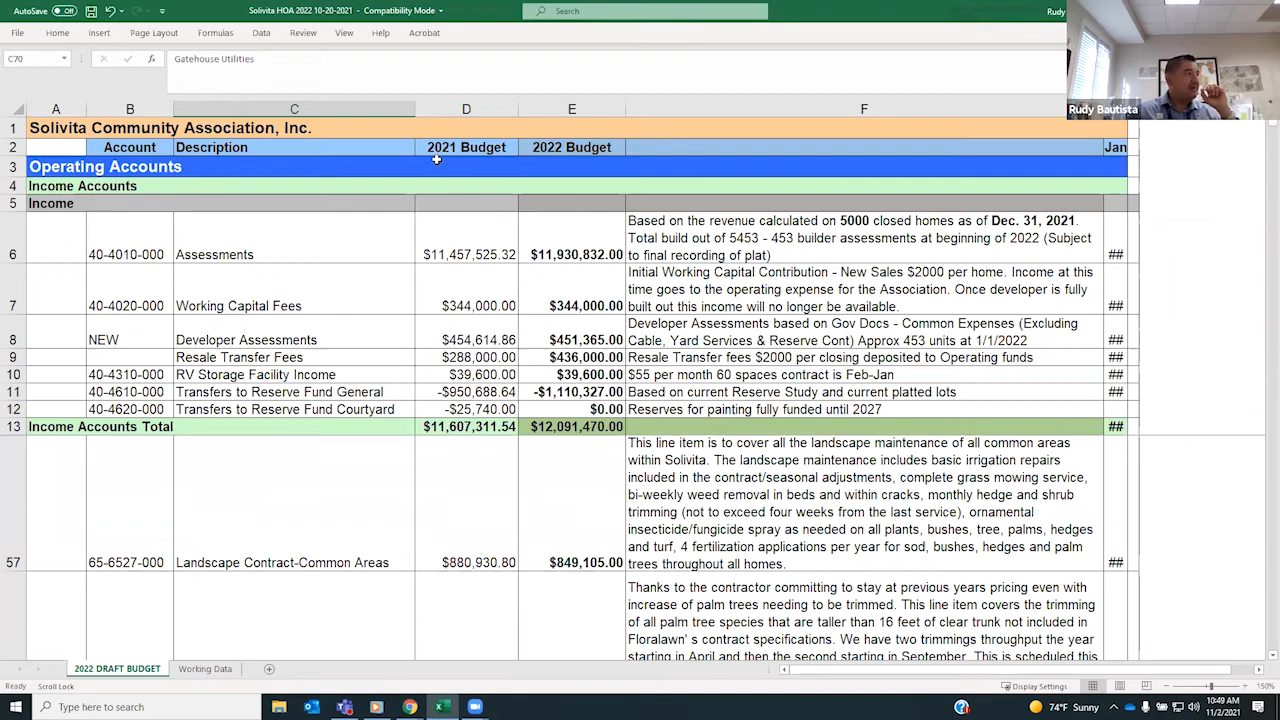 AutoSave Off Solivita HOA 2022 10-20-2021 - Compatibility Mode Search Rudy
File Home Insert Page Layout Formulas Data Review View Help Acrobat
C70 fx Gatehouse Utilities
Rudy Bautista
A B C D E F
1 Solivita Community Association, Inc.
2 Account Description 2021 Budget 2022 Budget Jan
3 Operating Accounts
4 Income Accounts
5 Income
Based on the revenue calculated on 5000 closed homes as of Dec. 31, 2021.
Total build out of 5453 - 453 builder assessments at beginning of 2022 (Subject
6 40-4010-000 Assessments $11,457,525.32 $11,930,832.00 to final recording of plat) ##
Initial Working Capital Contribution - New Sales $2000 per home. Income at this
time goes to the operating expense for the Association. Once developer is fully
7 40-4020-000 Working Capital Fees $344,000.00 $344,000.00 built out this income will no longer be available. ##
Developer Assessments based on Gov Docs - Common Expenses (Excluding
8 NEW Developer Assessments $454,614.86 $451,365.00 Cable, Yard Services & Reserve Cont) Approx 453 units at 1/1/2022 ##
9 Resale Transfer Fees $288,000.00 $436,000.00 Resale Transfer fees $2000 per closing deposited to Operating funds ##
10 40-4310-000 RV Storage Facility Income $39,600.00 $39,600.00 $55 per month 60 spaces contract is Feb-Jan ##
11 40-4610-000 Transfers to Reserve Fund General -$950,688.64 -$1,110,327.00 Based on current Reserve Study and current platted lots ##
12 40-4620-000 Transfers to Reserve Fund Courtyard -$25,740.00 $0.00 Reserves for painting fully funded until 2027
13 Income Accounts Total $11,607,311.54 $12,091,470.00 ##
This line item is to cover all the landscape maintenance of all common areas
within Solivita. The landscape maintenance includes basic irrigation repairs
included in the contract/seasonal adjustments, complete grass mowing service,
bi-weekly weed removal in beds and within cracks, monthly hedge and shrub
trimming (not to exceed four weeks from the last service), ornamental
insecticide/fungicide spray as needed on all plants, bushes, tree, palms, hedges
and turf, 4 fertilization applications per year for sod, bushes, hedges and palm
57 65-6527-000 Landscape Contract-Common Areas $880,930.80 $849,105.00 trees throughout all homes. ##
Thanks to the contractor committing to stay at previous years pricing even with
increase of palm trees needing to be trimmed. This line item covers the trimming
of all palm tree species that are taller than 16 feet of clear trunk not included in
Floralawn's contract specifications. We have two trimmings throughout the year
starting in April and then the second starting in September. This is scheduled this
2022 DRAFT BUDGET Working Data
Ready Scroll Lock Display Settings 150%
Type here to search 74°F Sunny 10:49 AM
11/2/2021